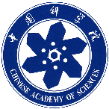 中国科学院
CHINESE ACADEMY OF SCIENCES